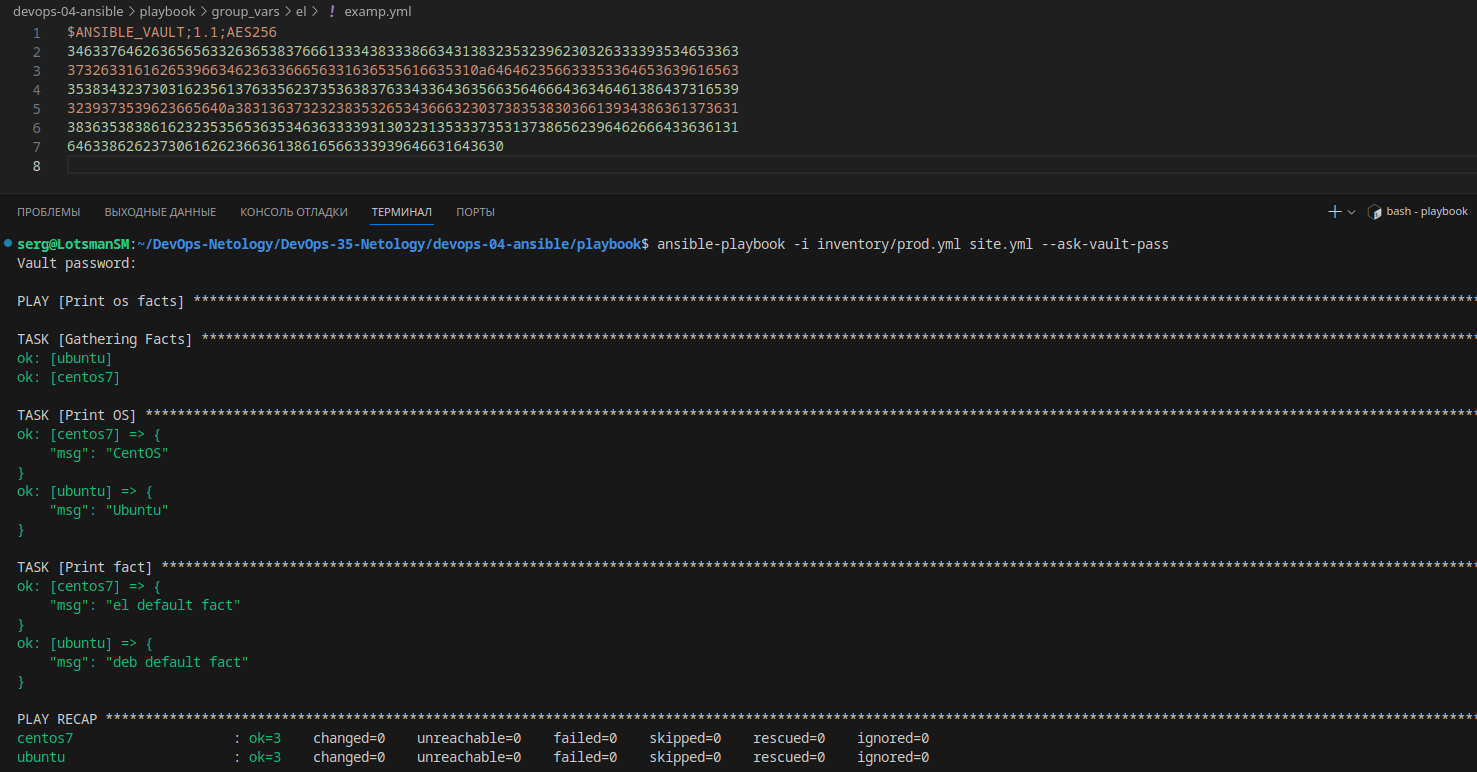 devops-04-ansible > playbook > group_vars > el > ! examp.yml
1 $ANSIBLE_VAULT;1.1;AES256
2 34633764626365656332636538376661333438333866343138323532396230326333393534653363
3 3732633161626539663462363366656331636535616635310a646462356633353364653639616563
4 35383432373031623561376335623735363837633433643635663564666436346461386437316539
5 3239373539623665640a383136373232383532653436663230373835383036613934386361373631
6 38363538386162323535653635346363333931303231353337353137386562396462666433636131
7 6463386262373061626236636138616566333939646631643630
8
ПРОБЛЕМЫ ВЫХОДНЫЕ ДАННЫЕ КОНСОЛЬ ОТЛАДКИ ТЕРМИНАЛ ПОРТЫ bash - playbook
serg@LotsmanSM:~/DevOps-Netology/DevOps-35-Netology/devops-04-ansible/playbook$ ansible-playbook -i inventory/prod.yml site.yml --ask-vault-pass
Vault password:
PLAY [Print os facts] ****************************************************************************************************************************************************************
TASK [Gathering Facts] ***************************************************************************************************************************************************************
ok: [ubuntu]
ok: [centos7]
TASK [Print OS] **********************************************************************************************************************************************************************
ok: [centos7] => {
    "msg": "CentOS"
}
ok: [ubuntu] => {
    "msg": "Ubuntu"
}
TASK [Print fact] ********************************************************************************************************************************************************************
ok: [centos7] => {
    "msg": "el default fact"
}
ok: [ubuntu] => {
    "msg": "deb default fact"
}
PLAY RECAP ***************************************************************************************************************************************************************************
centos7 : ok=3 changed=0 unreachable=0 failed=0 skipped=0 rescued=0 ignored=0
ubuntu : ok=3 changed=0 unreachable=0 failed=0 skipped=0 rescued=0 ignored=0